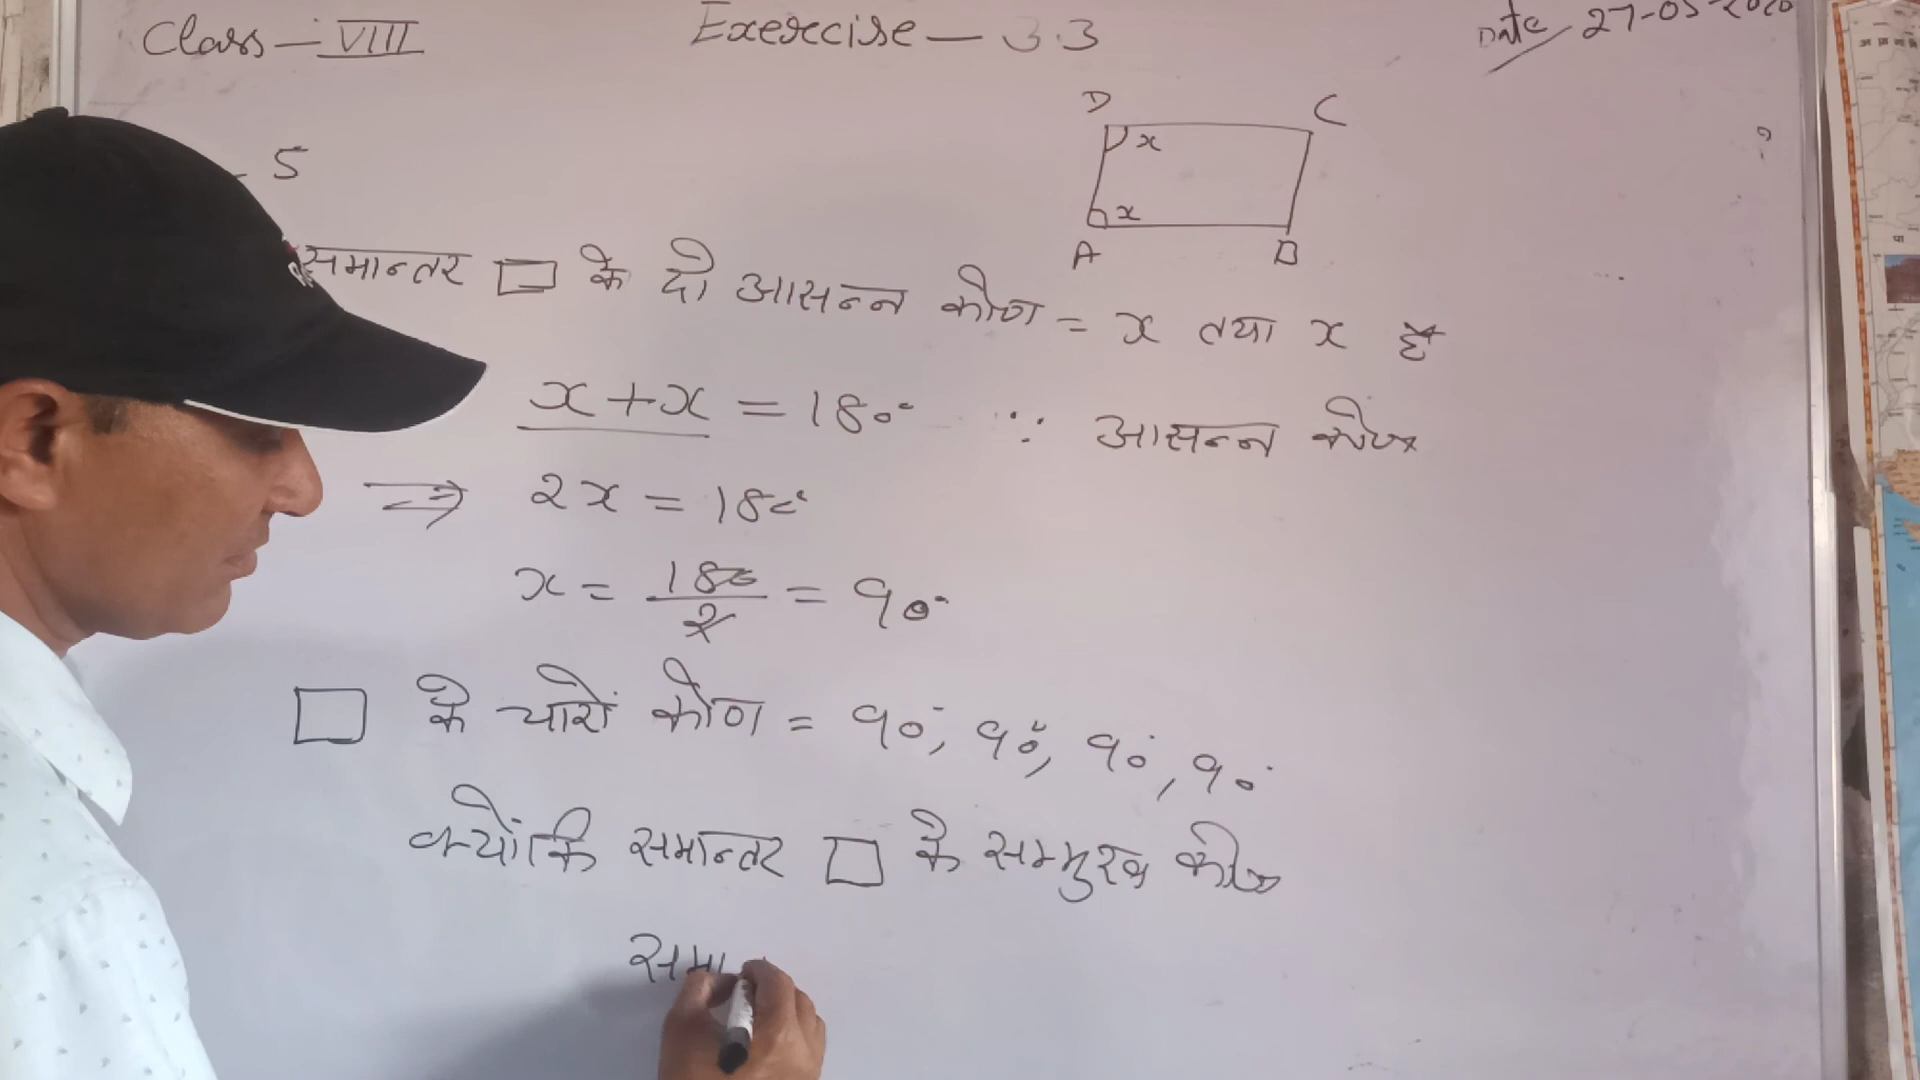 Class - VIII Exercise - 3.3 Date 27-05-2020
D C
5 x
x
A B
समान्तर □ के दो आसन्न कोण = x तथा x है
x + x = 180° ∵ आसन्न कोण
⇒ 2x = 180°
x = 180/2 = 90°
□ के चारों कोण = 90°, 90°, 90°, 90°
क्योंकि समान्तर □ के सम्मुख कोण
समा